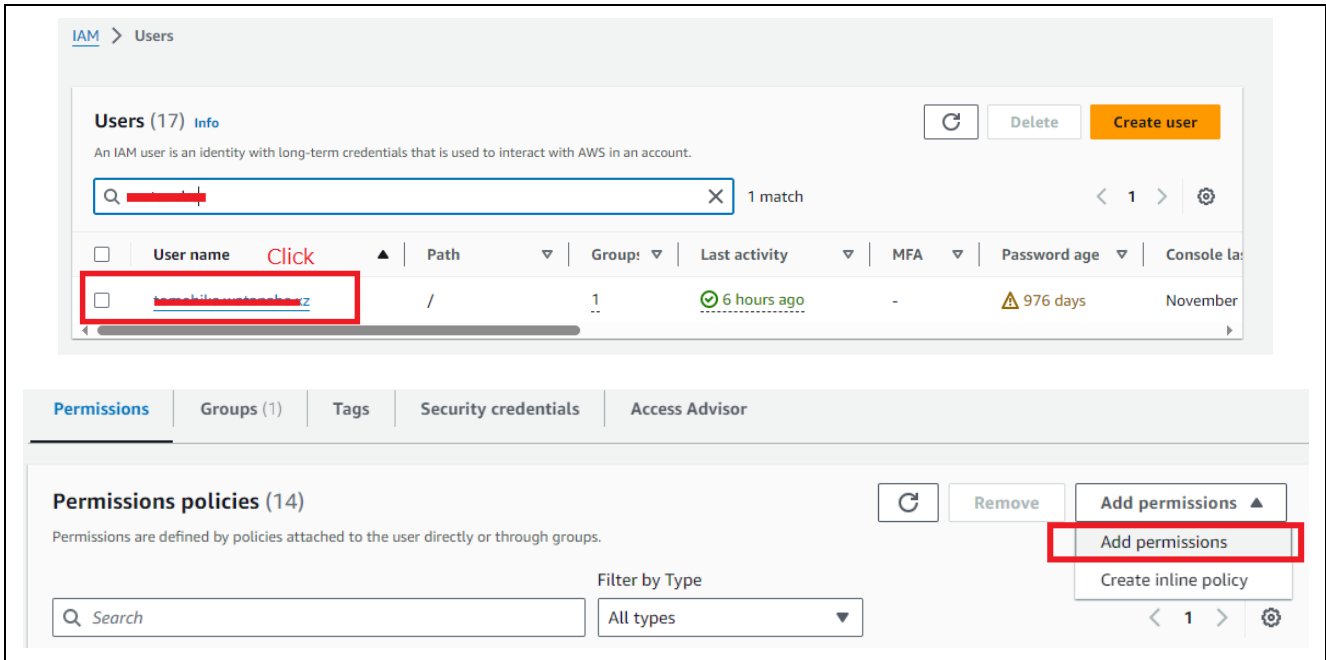 IAM > Users
Users (17) Info
Delete
Create user
An IAM user is an identity with long-term credentials that is used to interact with AWS in an account.
1 match
1
User name
Click
Path
Groups
Last activity
MFA
Password age
Console las
/
1
6 hours ago
-
976 days
November
Permissions
Groups (1)
Tags
Security credentials
Access Advisor
Permissions policies (14)
Remove
Add permissions
Permissions are defined by policies attached to the user directly or through groups.
Add permissions
Filter by Type
Create inline policy
Search
All types
1